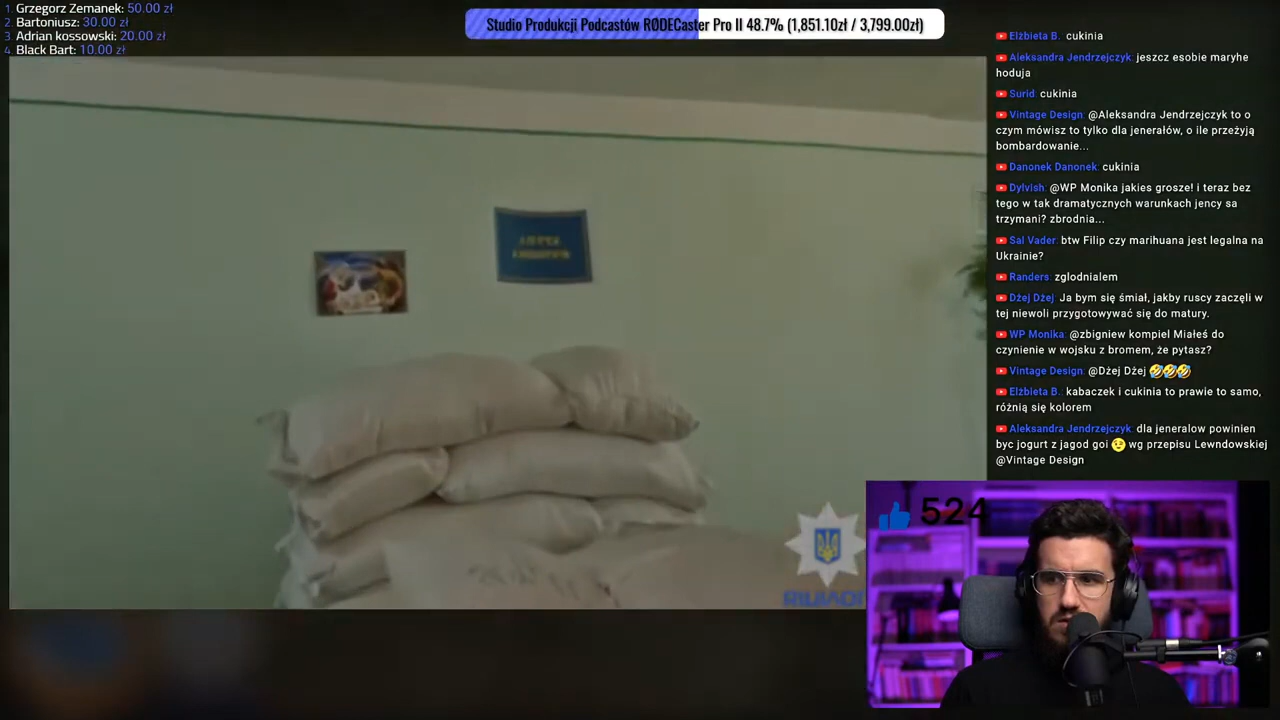 1. Grzegorz Zemanek: 50.00 zł
2. Bartoniusz: 30.00 zł
3. Adrian kossowski: 20.00 zł
4. Black Bart: 10.00 zł
Studio Produkcji Podcastów RØDECaster Pro II 48.7% (1,851.10zł / 3,799.00zł)
Elżbieta B. cukinia
Aleksandra Jendrzejczyk: jeszcz esobie maryhe
hoduja
Surid: cukinia
Vintage Design: @Aleksandra Jendrzejczyk to o
czym mówisz to tylko dla jenerałów, o ile przeżyją
bombardowanie...
Danonek Danonek: cukinia
Dylvish: @WP Monika jakies grosze! i teraz bez
tego w tak dramatycznych warunkach jency sa
trzymani? zbrodnia...
Sal Vader: btw Filip czy marihuana jest legalna na
Ukrainie?
Randers: zglodnialem
Dżej Dżej: Ja bym się śmiał, jakby ruscy zaczęli w
tej niewoli przygotowywać się do matury.
WP Monika: @zbigniew kompiel Miałeś do
czynienie w wojsku z bromem, że pytasz?
Vintage Design: @Dżej Dżej 🤣🤣🤣
Elżbieta B. kabaczek i cukinia to prawie to samo,
różnią się kolorem
Aleksandra Jendrzejczyk: dla jeneralow powinien
byc jogurt z jagod goi 😉 wg przepisu Lewndowskiej
@Vintage Design
524